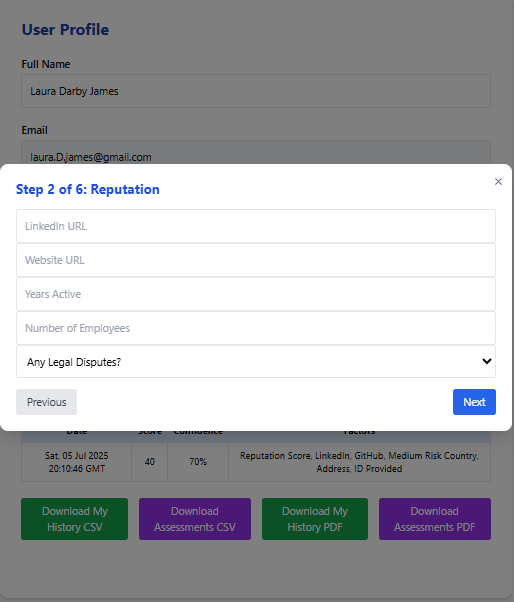 User Profile
Full Name
Laura Darby James
Email
laura.D.james@gmail.com
Step 2 of 6: Reputation
×
LinkedIn URL
Website URL
Years Active
Number of Employees
Any Legal Disputes?
Previous
Next
Date Score Confidence Factors
Sat, 05 Jul 2025
20:10:46 GMT
40
70%
Reputation Score, LinkedIn, GitHub, Medium Risk Country,
Address, ID Provided
Download My
History CSV
Download
Assessments CSV
Download My
History PDF
Download
Assessments PDF